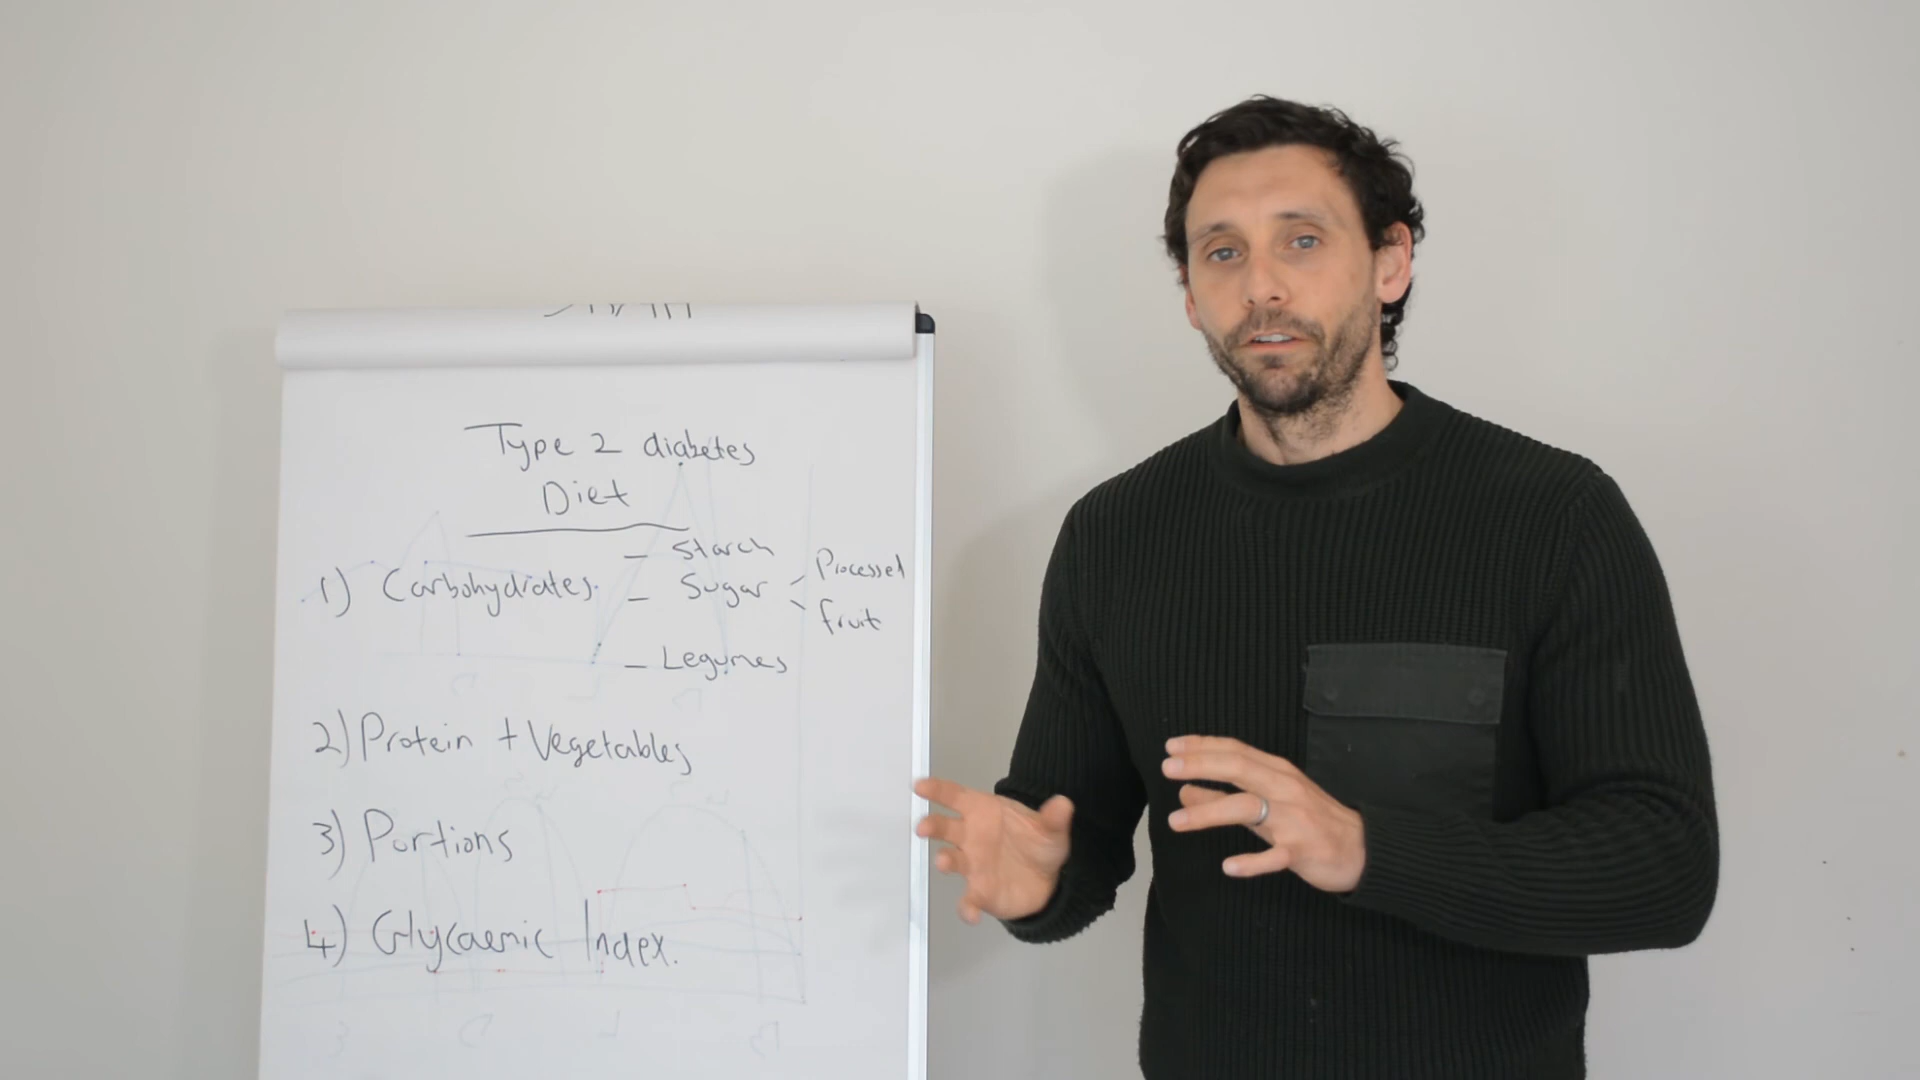 Type 2 diabetes
Diet
1) Carbohydrates.
— Starch
— Sugar
Processed
fruit
— Legumes
2) Protein + Vegetables
3) Portions
4) Glycaemic Index.